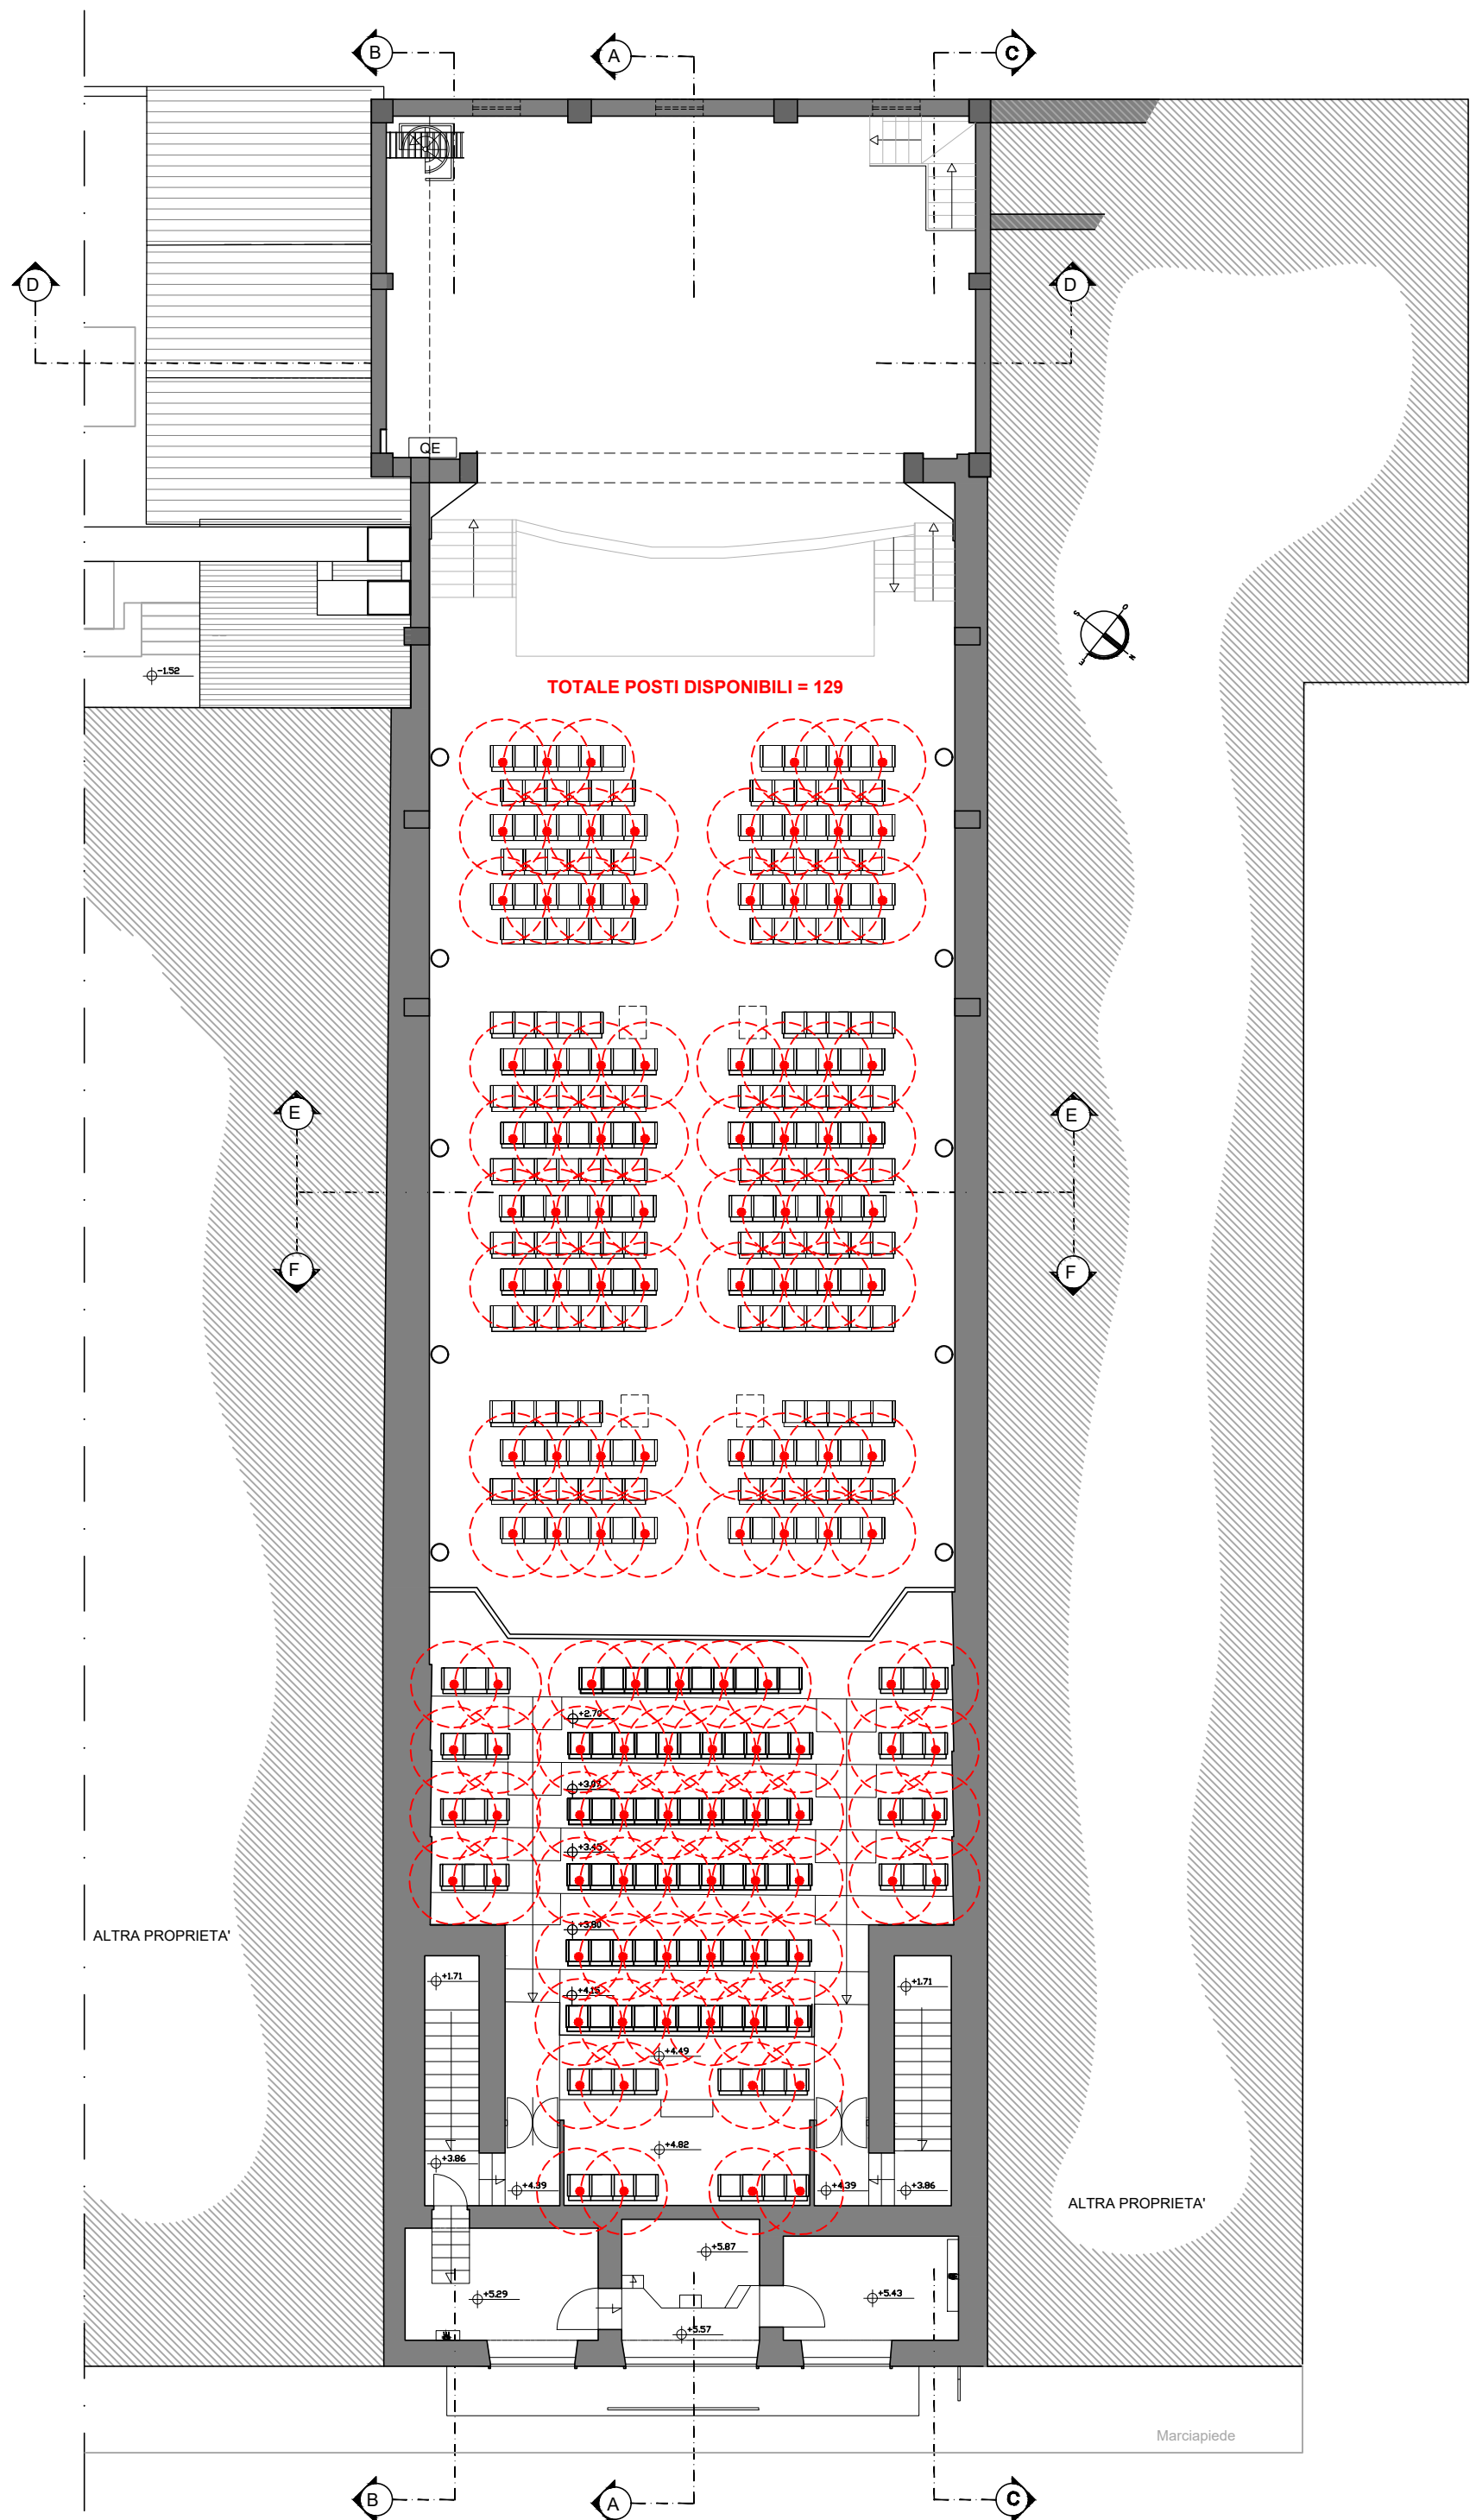 B
A
C
D
D
QE
S
O
E
N
-1.52
TOTALE POSTI DISPONIBILI = 129
E
E
F
F
+2.70
+3.45
+3.80
ALTRA PROPRIETA'
+1.71
+1.71
+4.15
+4.49
+4.82
+3.86
+4.39
+4.39
+3.86
ALTRA PROPRIETA'
+5.87
+5.29
+5.43
+5.57
Marciapiede
B
A
C